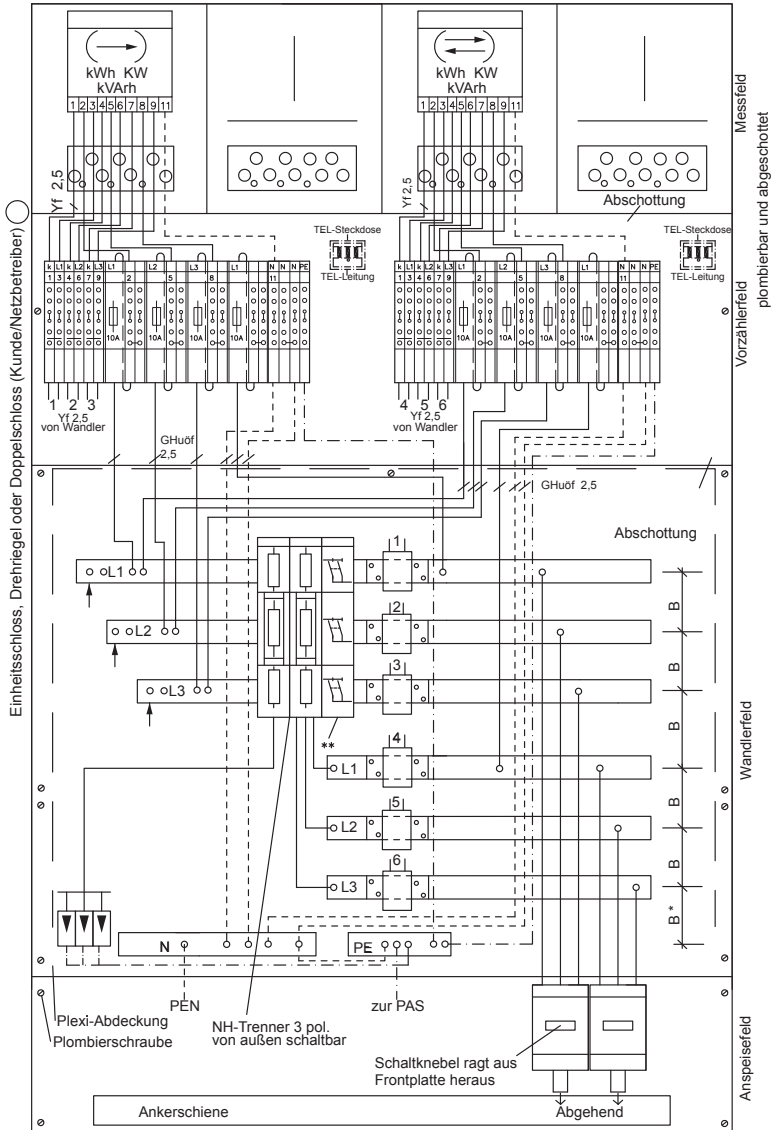 kWh KW
kVArh
1 2 3 4 5 6 7 8 9 11
kWh KW
kVArh
1 2 3 4 5 6 7 8 9 11
Messfeld
plombierbar und abgeschottet
Yf 2,5
Yf 2,5
Abschottung
Einheitsschloss, Drehriegel oder Doppelschloss (Kunde/Netzbetreiber)
TEL-Steckdose
TEL-Leitung
TEL-Steckdose
TEL-Leitung
k L1 k L2 k L3 L1 L2 L3 L1 N N N PE
1 3 4 6 7 9 2 5 8 11
10A 10A 10A 10A
k L1 k L2 k L3 L1 L2 L3 L1 N N N PE
1 3 4 6 7 9 2 5 8 11
10A 10A 10A 10A
Vorzählerfeld
1 2 3
Yf 2,5
von Wandler
4 5 6
Yf 2,5
von Wandler
GHuöf
2,5
GHuöf 2,5
Abschottung
L1
1
B
L2
2
B
L3
3
B
**
L1
4
B
L2
5
B
L3
6
B*
Wandlerfeld
N
PE
PEN
zur PAS
Plexi-Abdeckung
Plombierschraube
NH-Trenner 3 pol.
von außen schaltbar
Schaltknebel ragt aus
Frontplatte heraus
Anspeisefeld
Ankerschiene
Abgehend